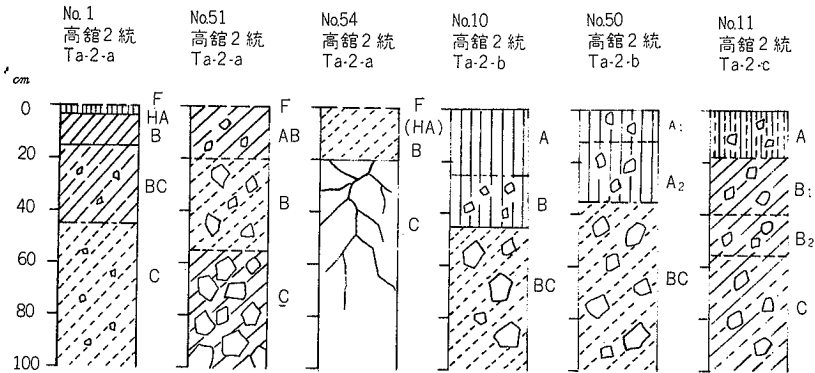 No.1
高舘2統
Ta-2-a
No.51
高舘2統
Ta-2-a
No.54
高舘2統
Ta-2-a
No.10
高舘2統
Ta-2-b
No.50
高舘2統
Ta-2-b
No.11
高舘2統
Ta-2-c
cm
0
20
40
60
80
100
F
HA
B
BC
C
F
AB
B
C
F
(HA)
B
C
A
B
BC
A1
A2
BC
A
B1
B2
C